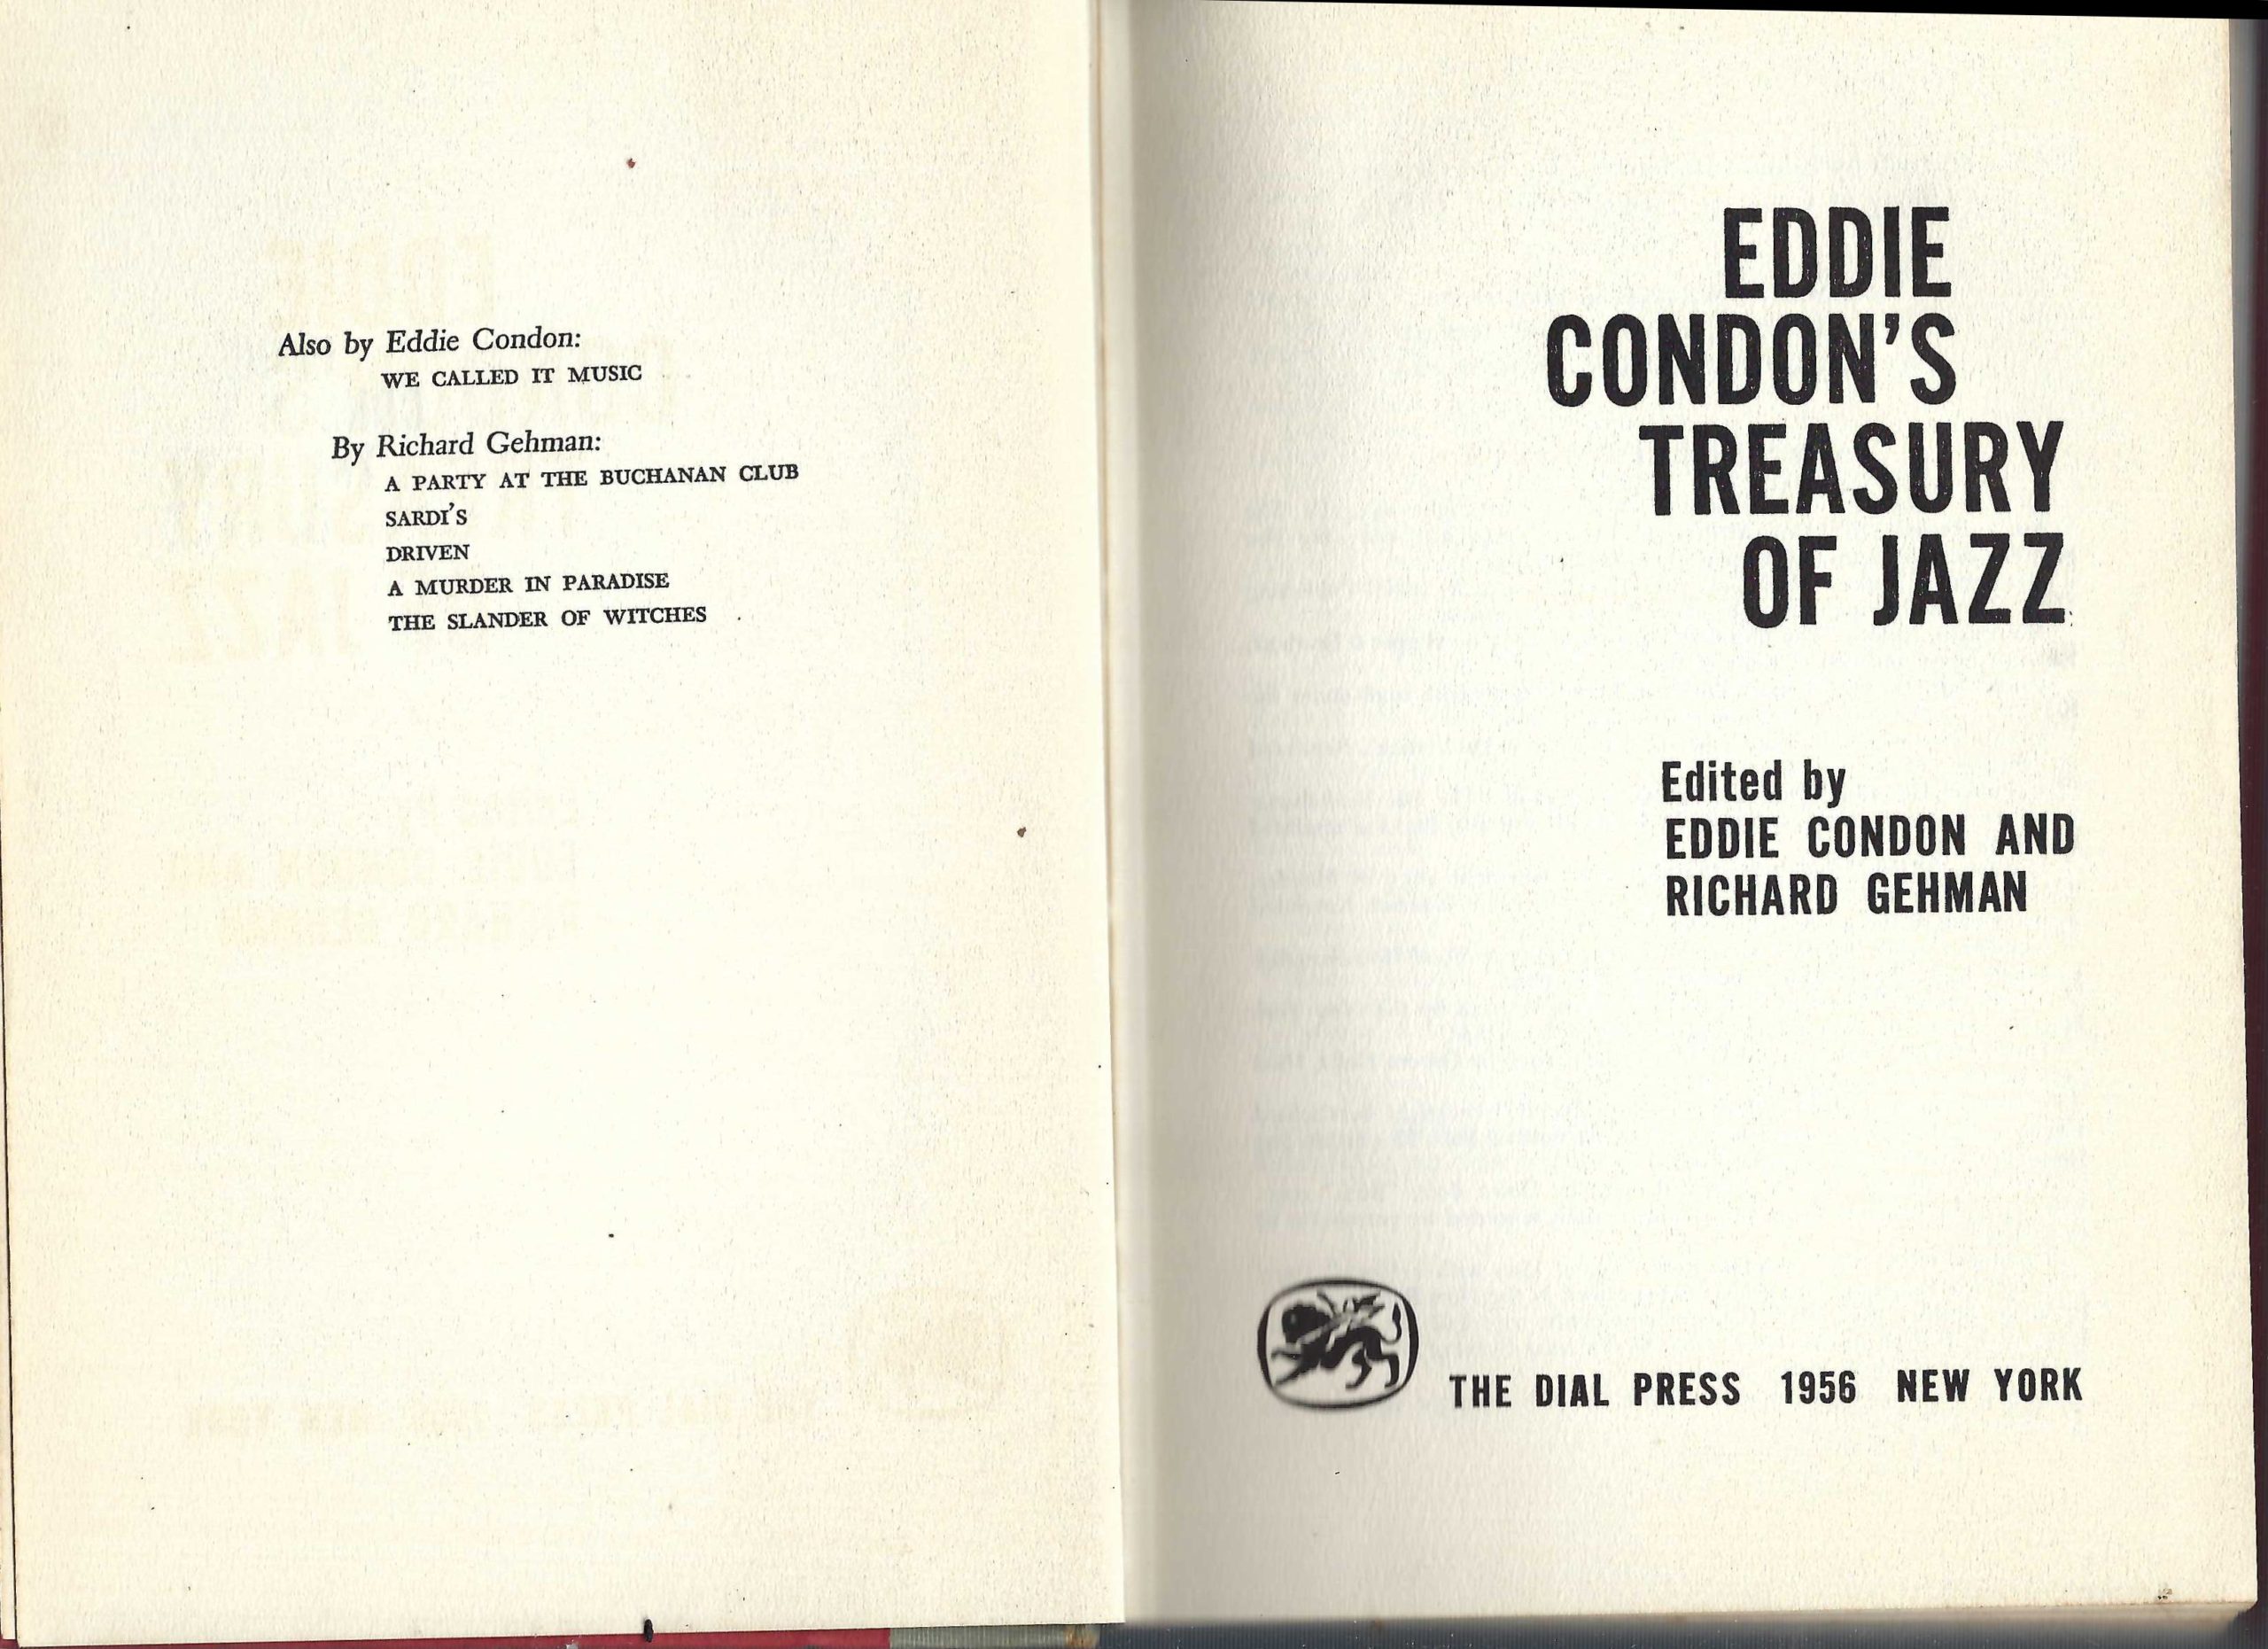 Also by Eddie Condon:
WE CALLED IT MUSIC
By Richard Gehman:
A PARTY AT THE BUCHANAN CLUB
SARDI'S
DRIVEN
A MURDER IN PARADISE
THE SLANDER OF WITCHES
EDDIE
CONDON'S
TREASURY
OF JAZZ
Edited by
EDDIE CONDON AND
RICHARD GEHMAN
THE DIAL PRESS 1956 NEW YORK